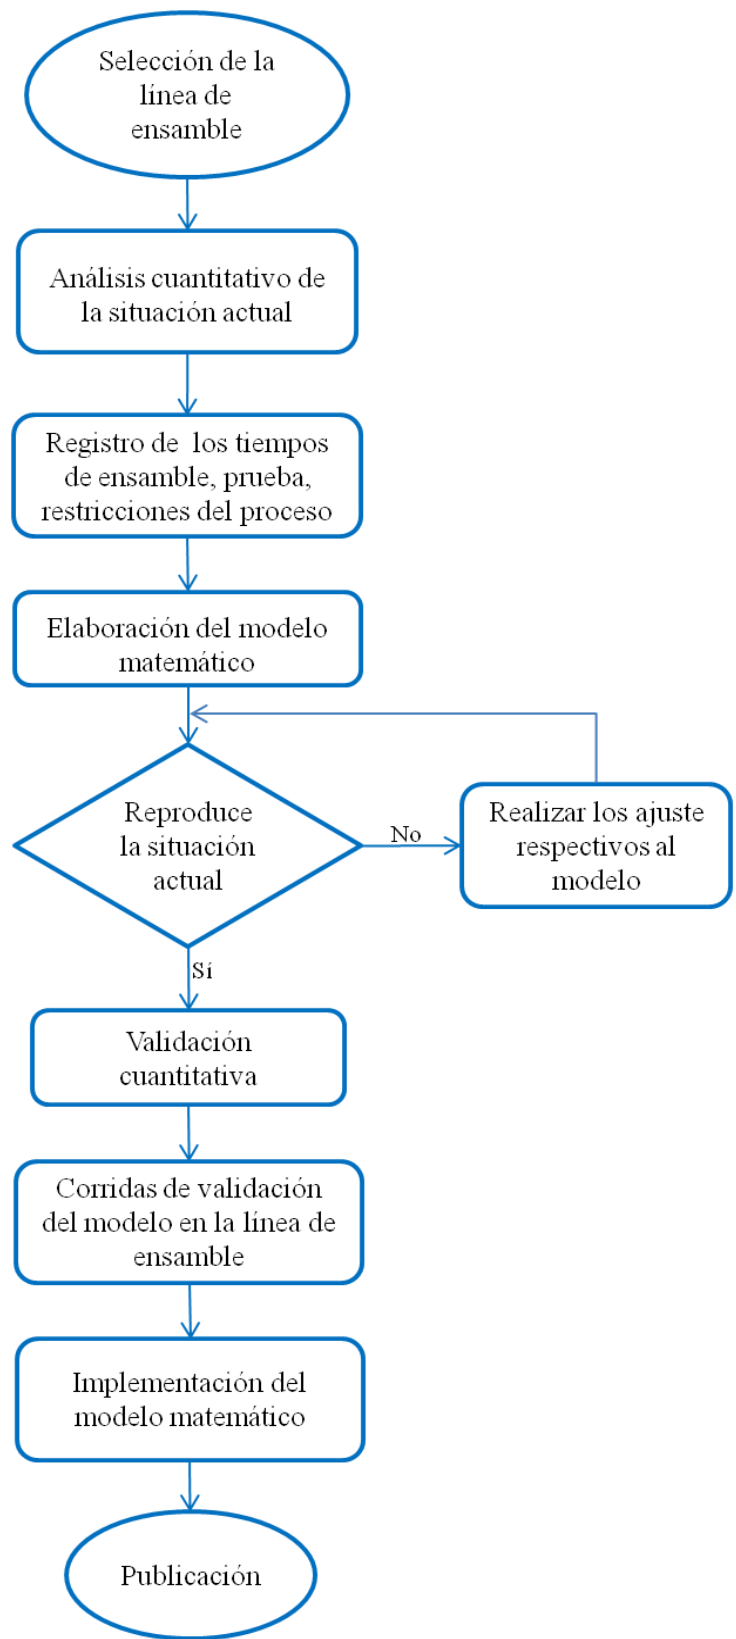 Selección de la
línea de
ensamble
Análisis cuantitativo de
la situación actual
Registro de los tiempos
de ensamble, prueba,
restricciones del proceso
Elaboración del modelo
matemático
Reproduce
la situación
actual
No
Realizar los ajuste
respectivos al
modelo
Sí
Validación
cuantitativa
Corridas de validación
del modelo en la línea de
ensamble
Implementación del
modelo matemático
Publicación